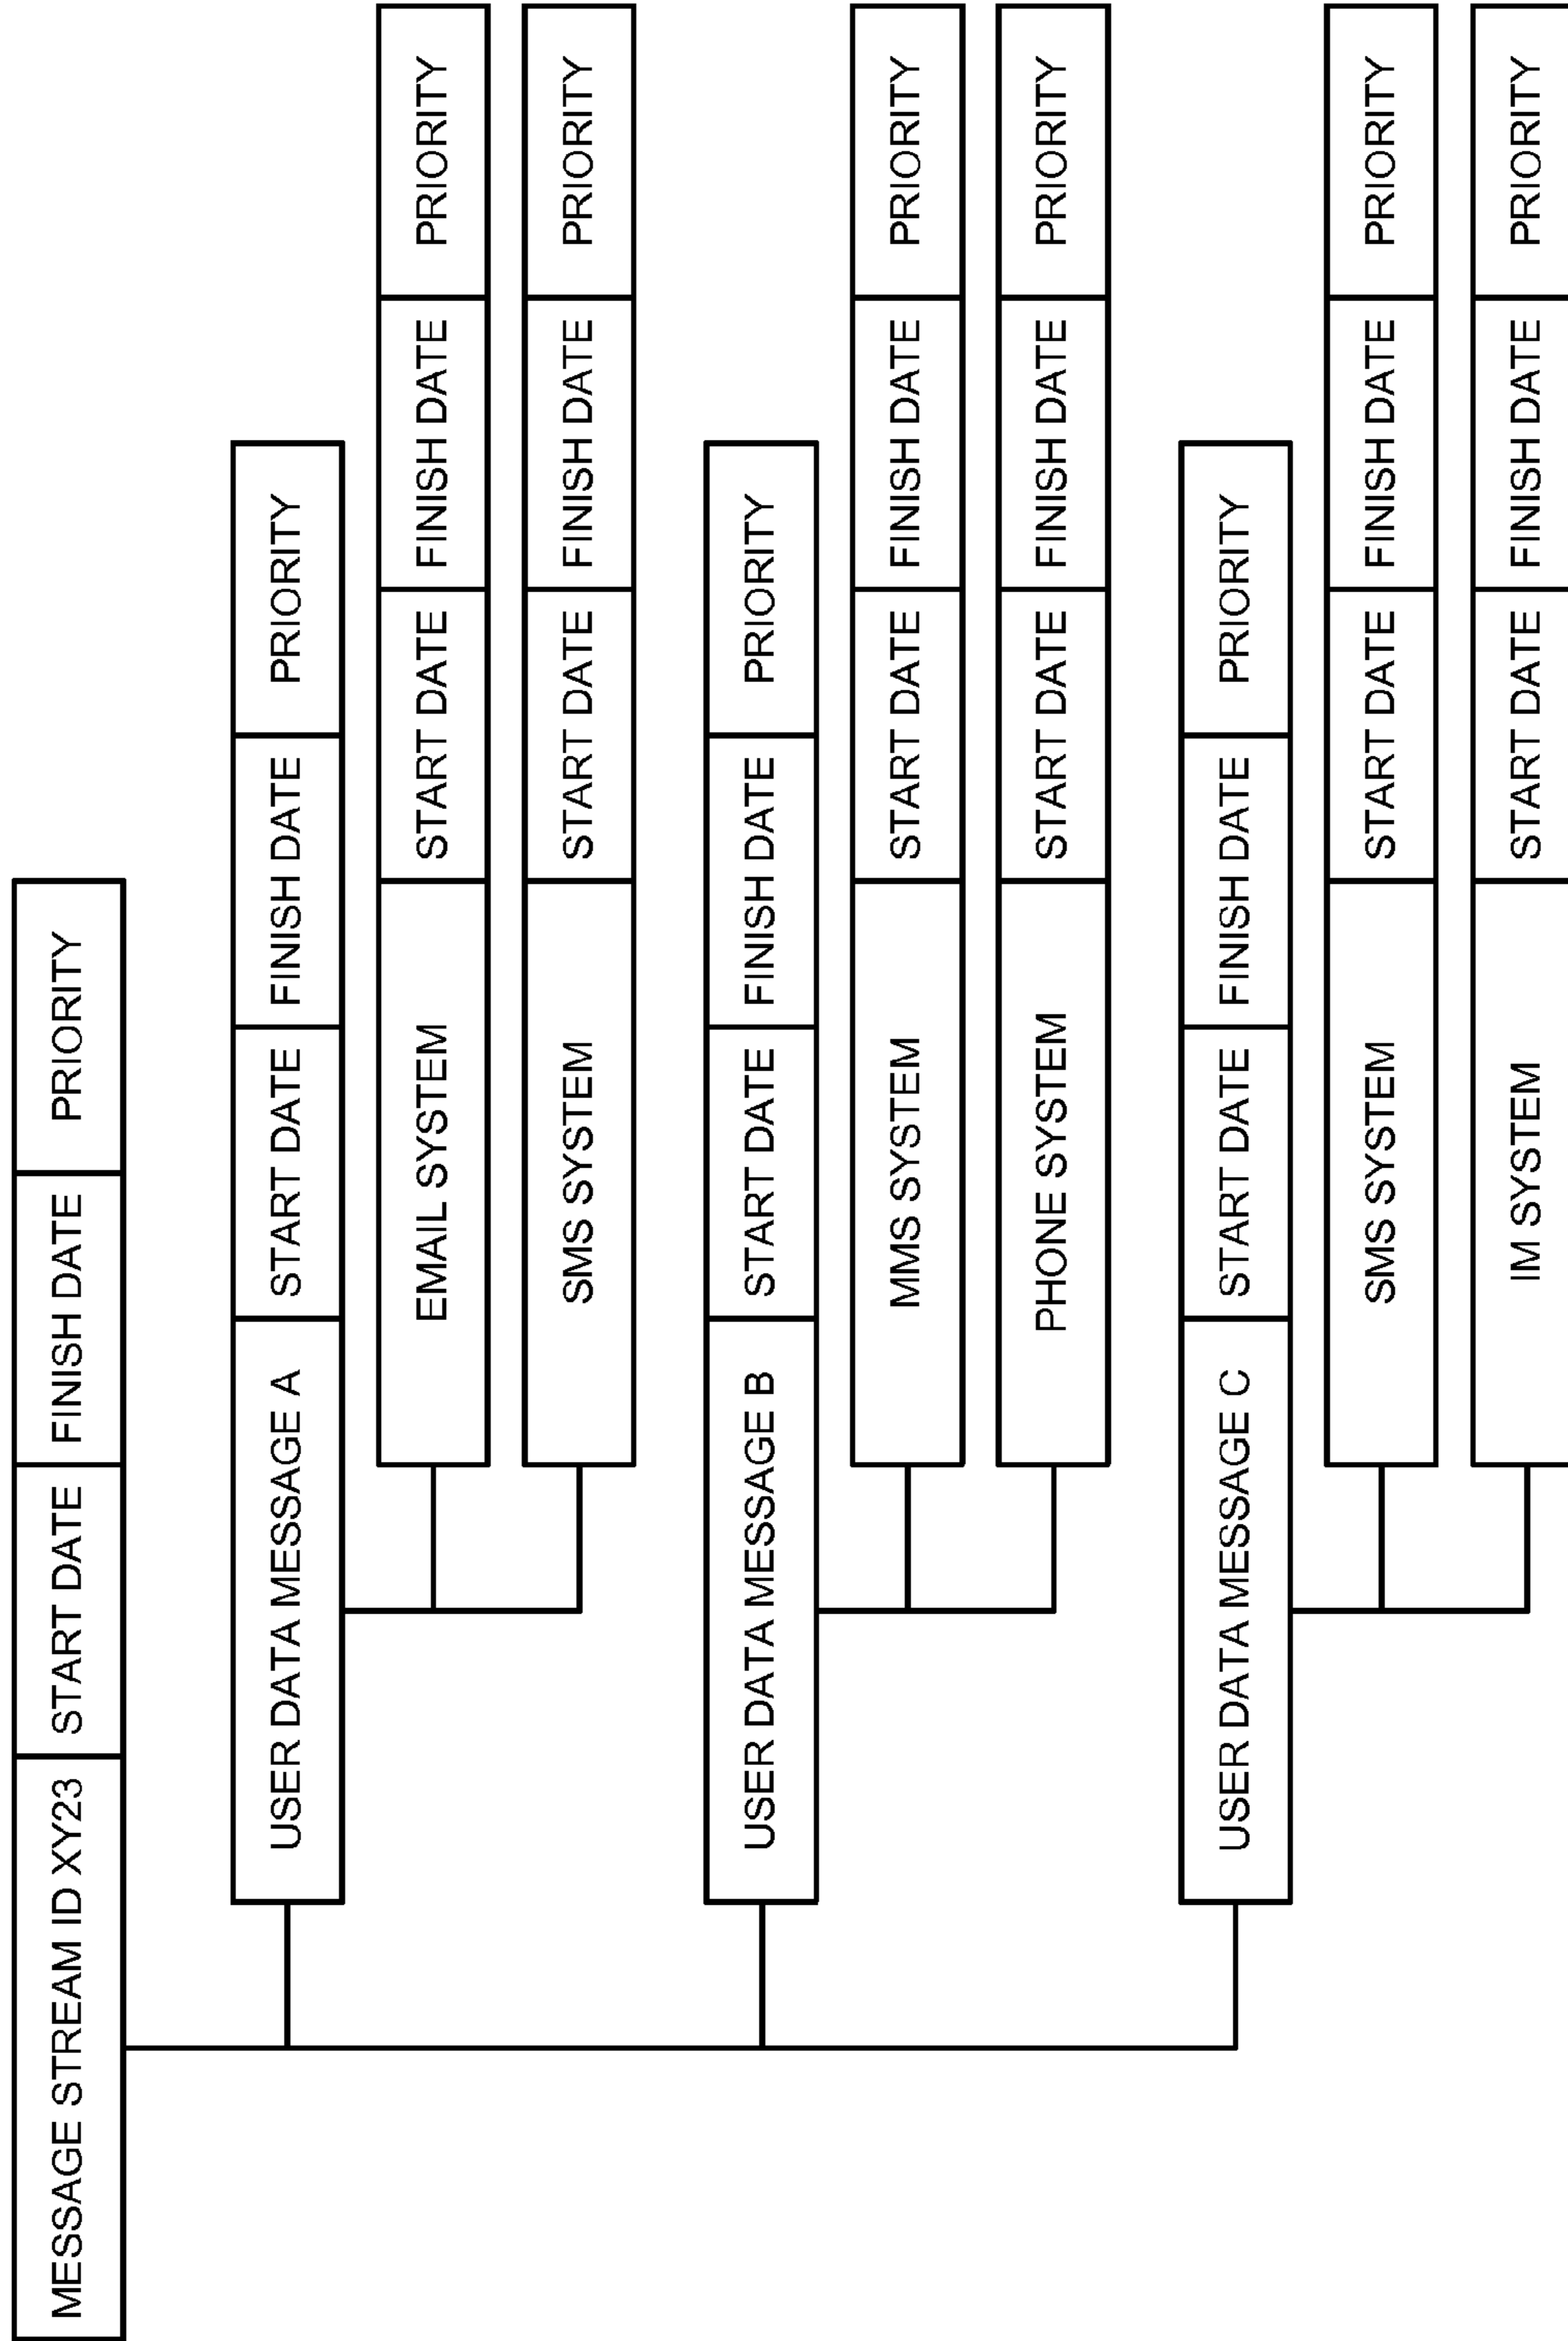 MESSAGE STREAM ID XY23 START DATE FINISH DATE PRIORITY
USER DATA MESSAGE A START DATE FINISH DATE PRIORITY
EMAIL SYSTEM START DATE FINISH DATE PRIORITY
SMS SYSTEM START DATE FINISH DATE PRIORITY
USER DATA MESSAGE B START DATE FINISH DATE PRIORITY
MMS SYSTEM START DATE FINISH DATE PRIORITY
PHONE SYSTEM START DATE FINISH DATE PRIORITY
USER DATA MESSAGE C START DATE FINISH DATE PRIORITY
SMS SYSTEM START DATE FINISH DATE PRIORITY
IM SYSTEM START DATE FINISH DATE PRIORITY